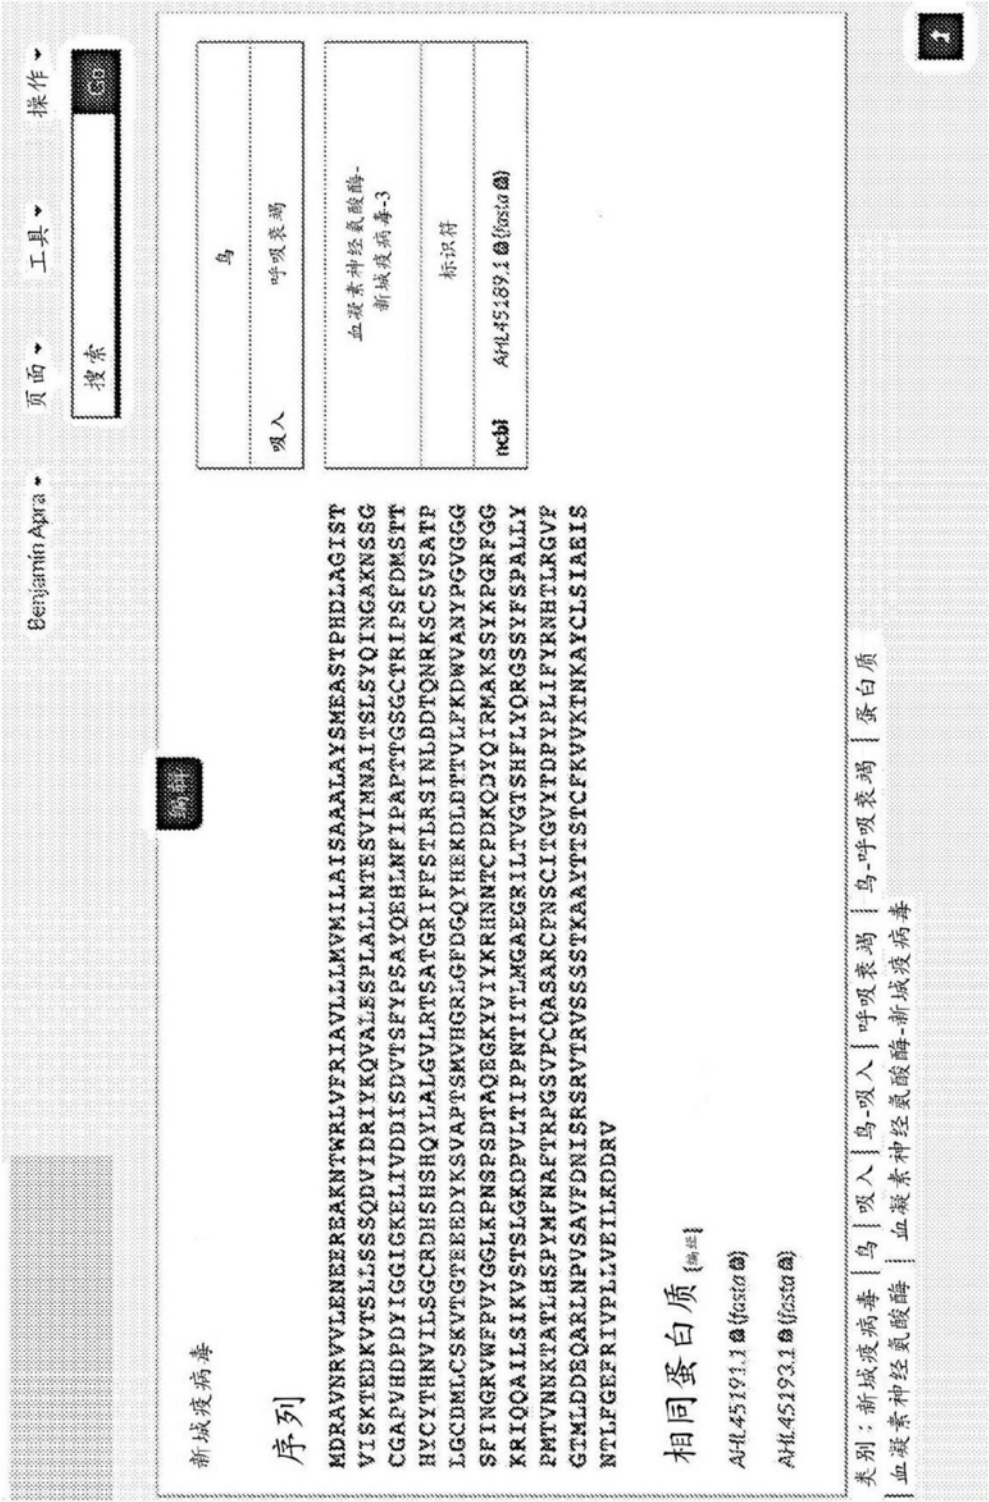 Benjamin Apra 页面 工具 操作
搜索 Go
编辑
新城疫病毒
序列
MDRAVNRVVLENEEREAKNTWRLVFRIAVLLLMVMILAISAAALAYSMEASTPHDLAGIST
VISKTEDKVTSLLSSSQDVIDRIYKQVALESPLALLNTESVIMNAITSLSYQINGAKNSSG
CGAPVHDPDYIGGIGKELIVDDISDVTSFYPSAYQEHLNFIPAPTTGSGCTRIPSFDMSTT
HYCYTHNVILSGCRDHSHSHQYLALGVLRTSATGRIFFSTLRSINLDDTQNRKSCSVSATP
LGCDMLCSKVTGTEEEDYKSVAPTSMVHGRLGFDGQYHEKDLDTTVLFKDWVANYPGVGGG
SFINGRVWFPVYGGLKPNSPSDTAQEGKYVIYKRHNNTCPDKQDYQIRMAKSSYKPGRFGG
KRIQQAILSIKVSTSLGKDPVLTIPPNTITLMGAEGRILTVGTSHFLYQRGSSYFSPALLY
PMTVNNKTATLHSPYMFNAFTRPGSVPCQASARCPNSCITGVYTDPYPLIFYRNHTLRGVF
GTMLDDEQARLNPVSAVFDNISRSRVTRVSSSSTKAAYTTSTCFKVVKTNKAYCLSIAEIS
NTLFGEFRIVPLLVEILKDDRV
鸟
吸入 呼吸衰竭
血凝素神经氨酸酶-
新城疫病毒-3
标识符
ncbi AHL45189.1 (fasta)
相同蛋白质 [编辑]
AHL45191.1 (fasta)
AHL45193.1 (fasta)
类别：新城疫病毒 | 鸟 | 吸入 | 鸟-吸入 | 呼吸衰竭 | 鸟-呼吸衰竭 | 蛋白质
| 血凝素神经氨酸酶 | 血凝素神经氨酸酶-新城疫病毒